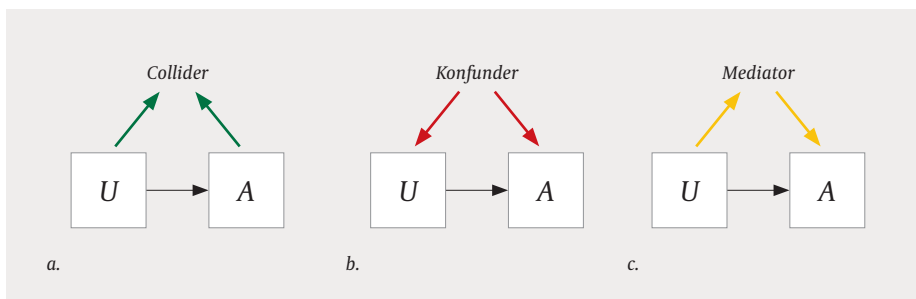 Collider
Konfunder
Mediator
U
A
U
A
U
A
a.
b.
c.